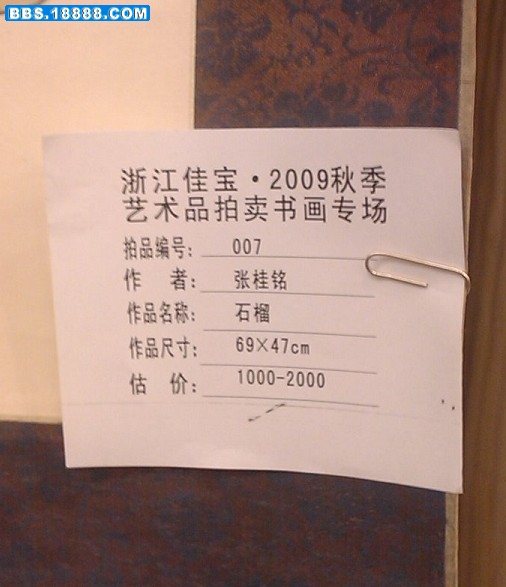 BBS.18888.COM
浙江佳宝·2009秋季
艺术品拍卖书画专场
拍品编号: 007
作 者: 张桂铭
作品名称: 石榴
作品尺寸: 69×47cm
估 价: 1000-2000